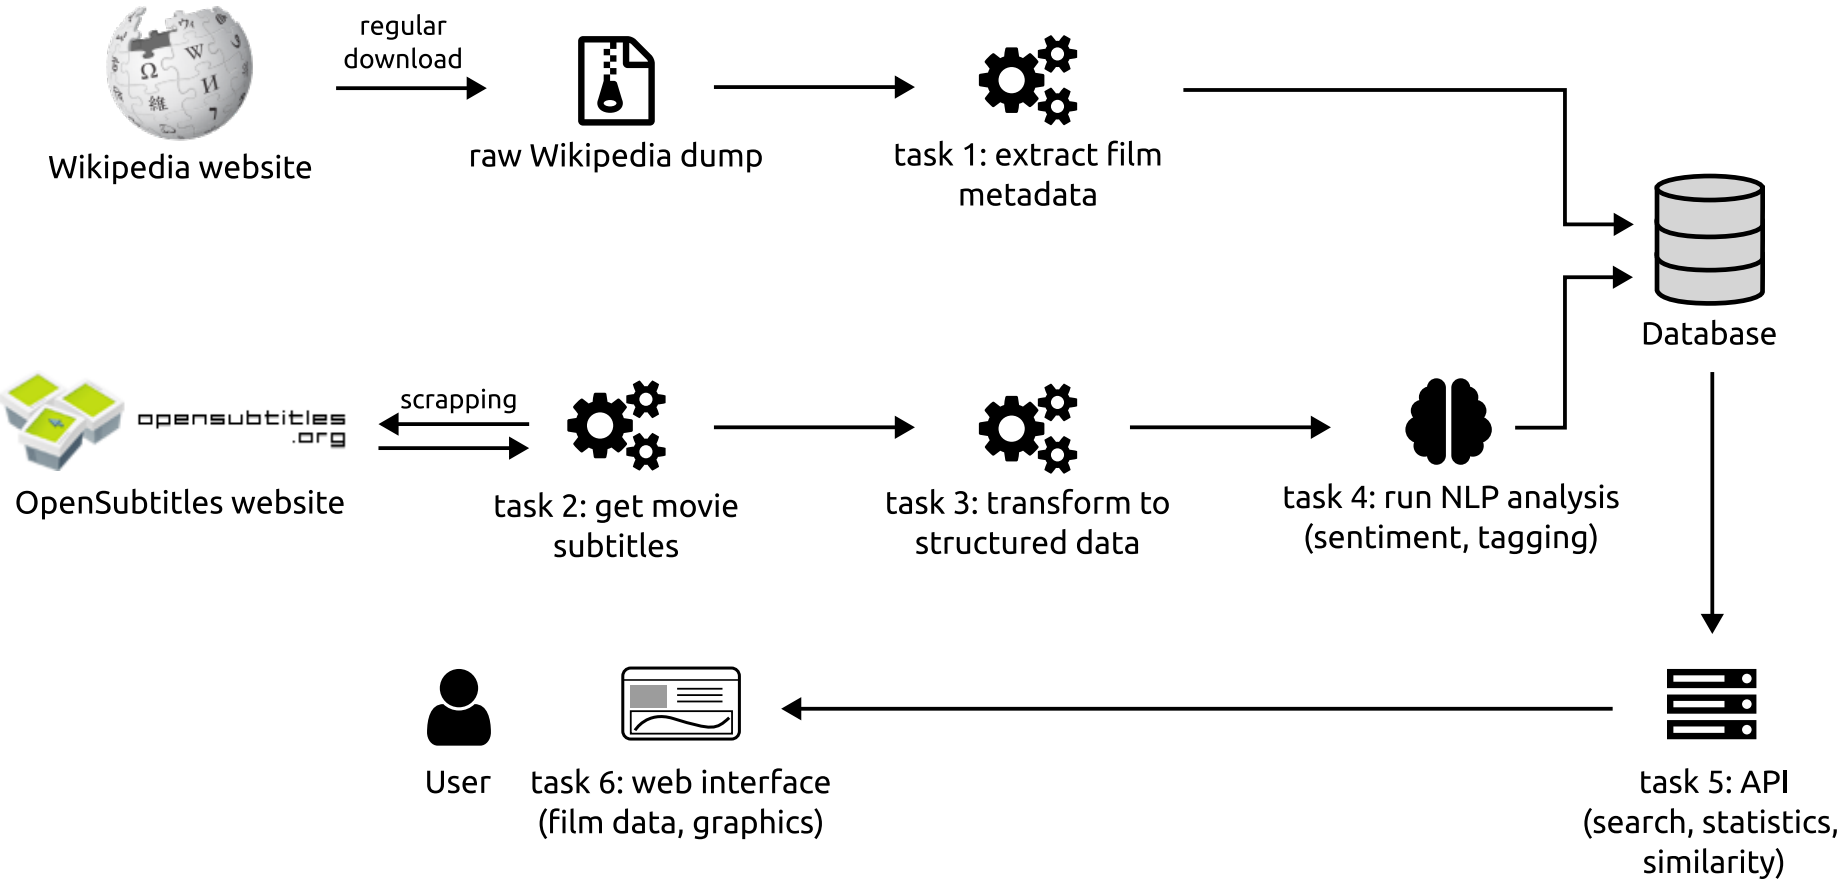 regular
download
Ω
W
И
維
7
Wikipedia website
raw Wikipedia dump
task 1: extract film
metadata
Database
opensubtitles
.org
scrapping
OpenSubtitles website
task 2: get movie
subtitles
task 3: transform to
structured data
task 4: run NLP analysis
(sentiment, tagging)
User
task 6: web interface
(film data, graphics)
task 5: API
(search, statistics,
similarity)